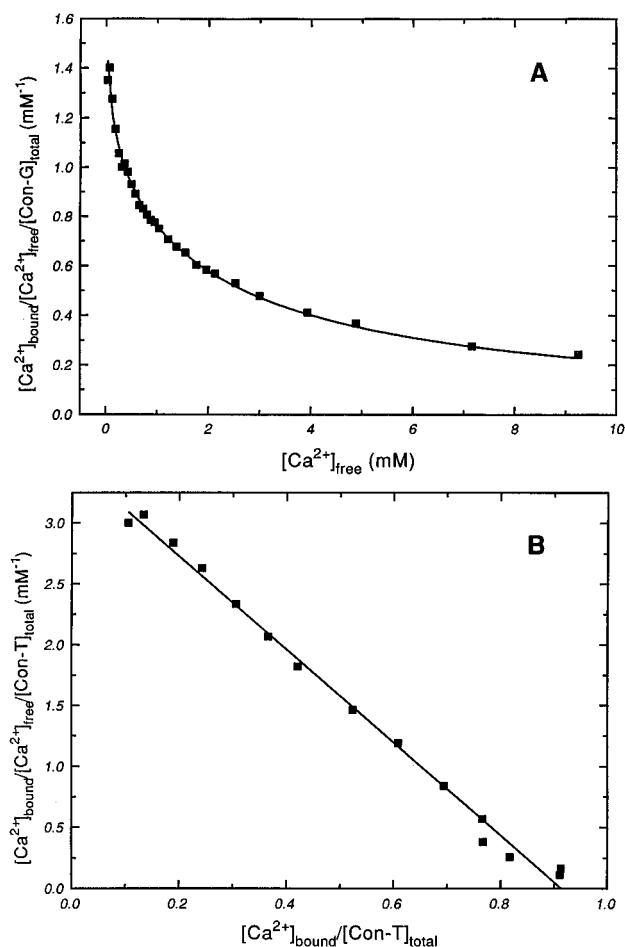 A
[Ca²⁺]bound/[Ca²⁺]free/[Con-G]total (mM⁻¹)
1.6
1.4
1.2
1.0
0.8
0.6
0.4
0.2
0.0
0 2 4 6 8 10
[Ca²⁺]free (mM)
B
[Ca²⁺]bound/[Ca²⁺]free/[Con-T]total (mM⁻¹)
3.0
2.5
2.0
1.5
1.0
0.5
0.0
0.0 0.2 0.4 0.6 0.8 1.0
[Ca²⁺]bound/[Con-T]total